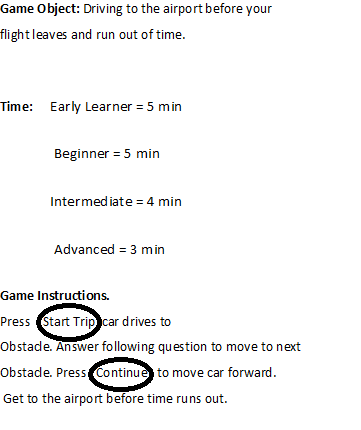 Game Object: Driving to the airport before your
flight leaves and run out of time.
Time: Early Learner = 5 min
Beginner = 5 min
Intermediate = 4 min
Advanced = 3 min
Game Instructions.
Press Start Trip car drives to
Obstacle. Answer following question to move to next
Obstacle. Press Continue to move car forward.
Get to the airport before time runs out.